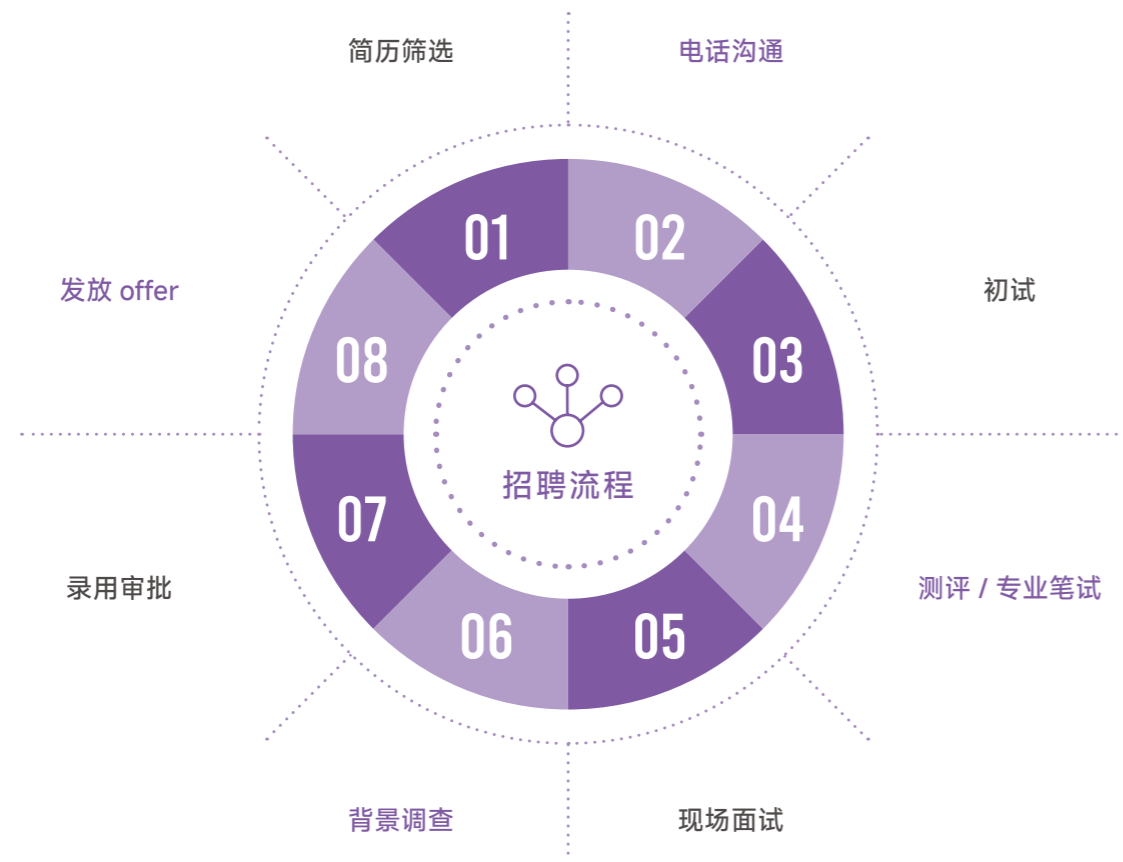 简历筛选
01
电话沟通
02
初试
03
测评 / 专业笔试
04
现场面试
05
背景调查
06
录用审批
07
发放 offer
08
招聘流程